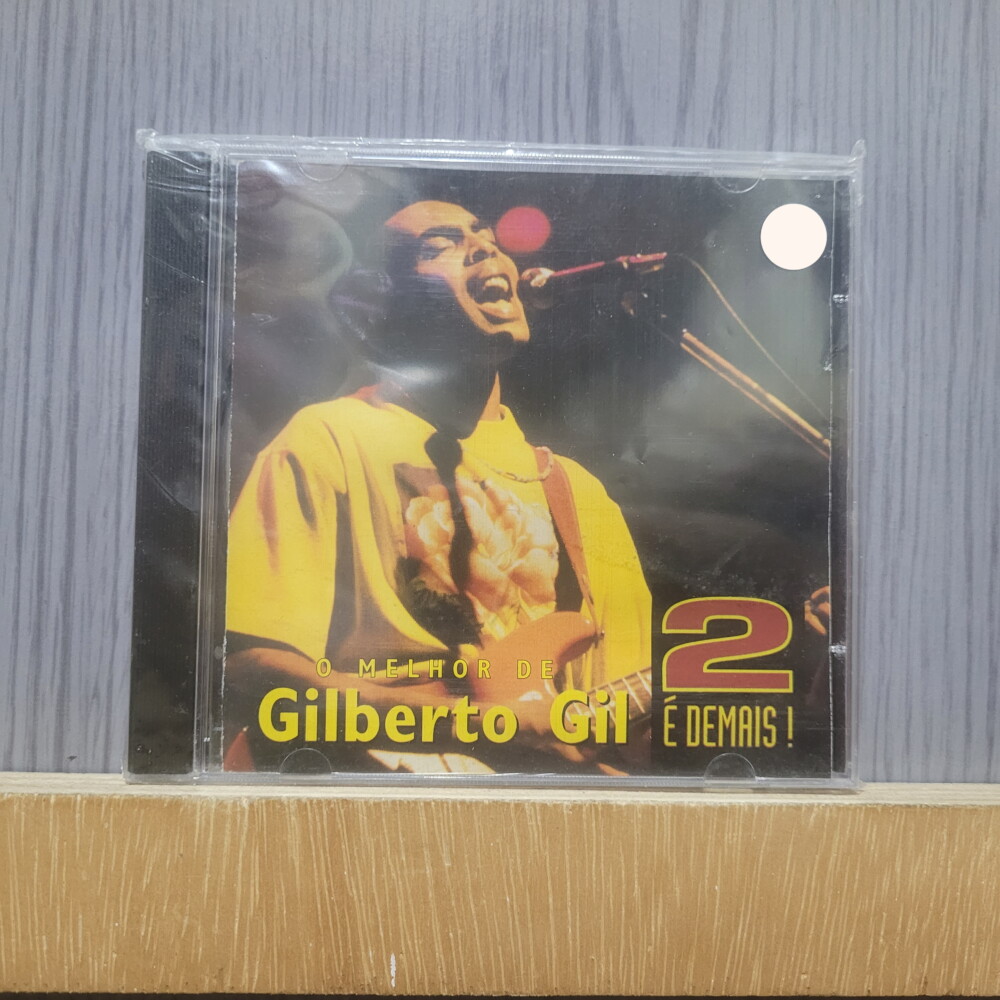 O MELHOR DE
Gilberto Gil
2
É DEMAIS!